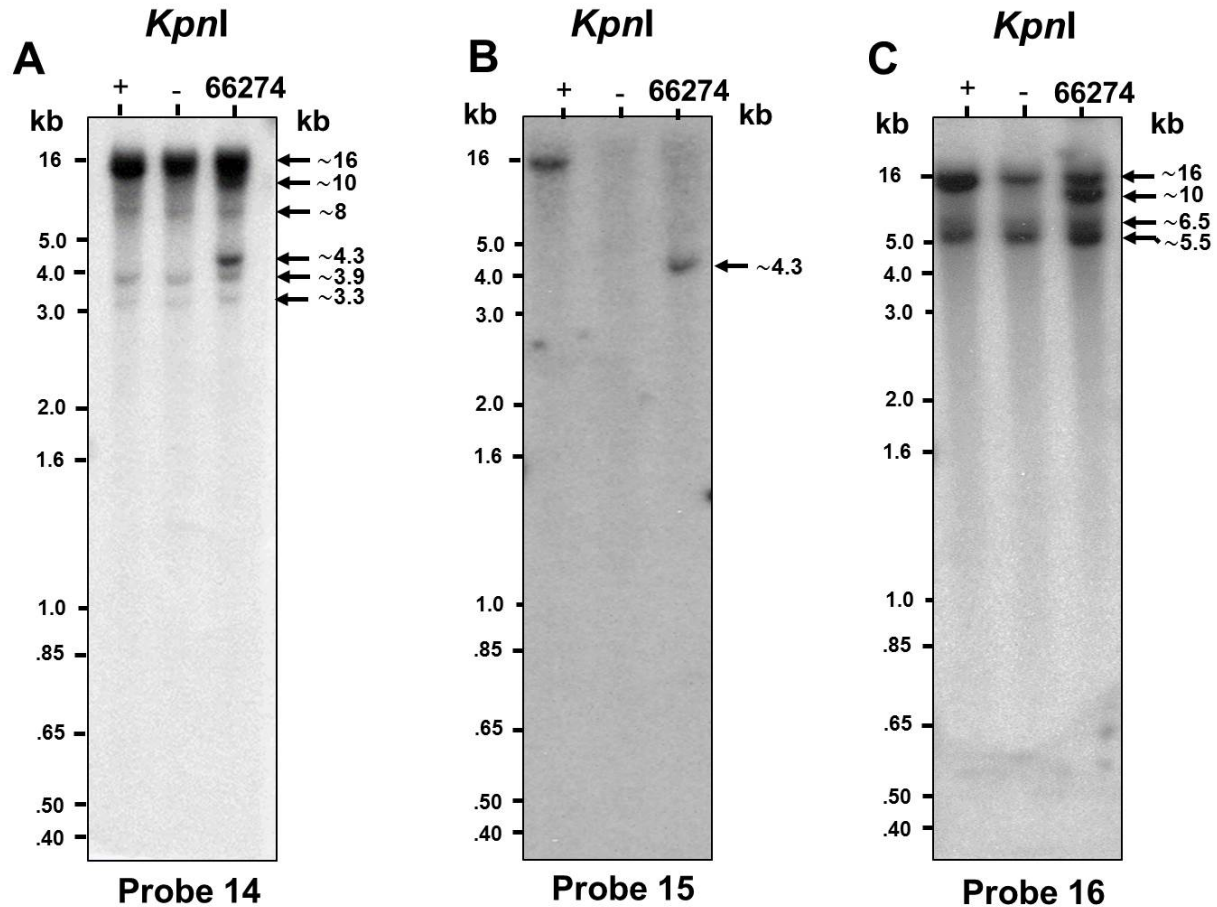 KpnI
A
+ - 66274
kb kb
16
5.0
4.0
3.0
2.0
1.6
1.0
.85
.65
.50
.40
~16
~10
~8
~4.3
~3.9
~3.3
Probe 14
KpnI
B
+ - 66274
kb kb
16
5.0
4.0
3.0
2.0
1.6
1.0
.85
.65
.50
.40
~4.3
Probe 15
KpnI
C
+ - 66274
kb kb
16
5.0
4.0
3.0
2.0
1.6
1.0
.85
.65
.50
.40
~16
~10
~6.5
~5.5
Probe 16